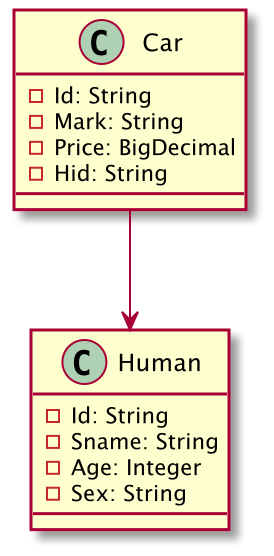 C Car
Id: String
Mark: String
Price: BigDecimal
Hid: String
C Human
Id: String
Sname: String
Age: Integer
Sex: String